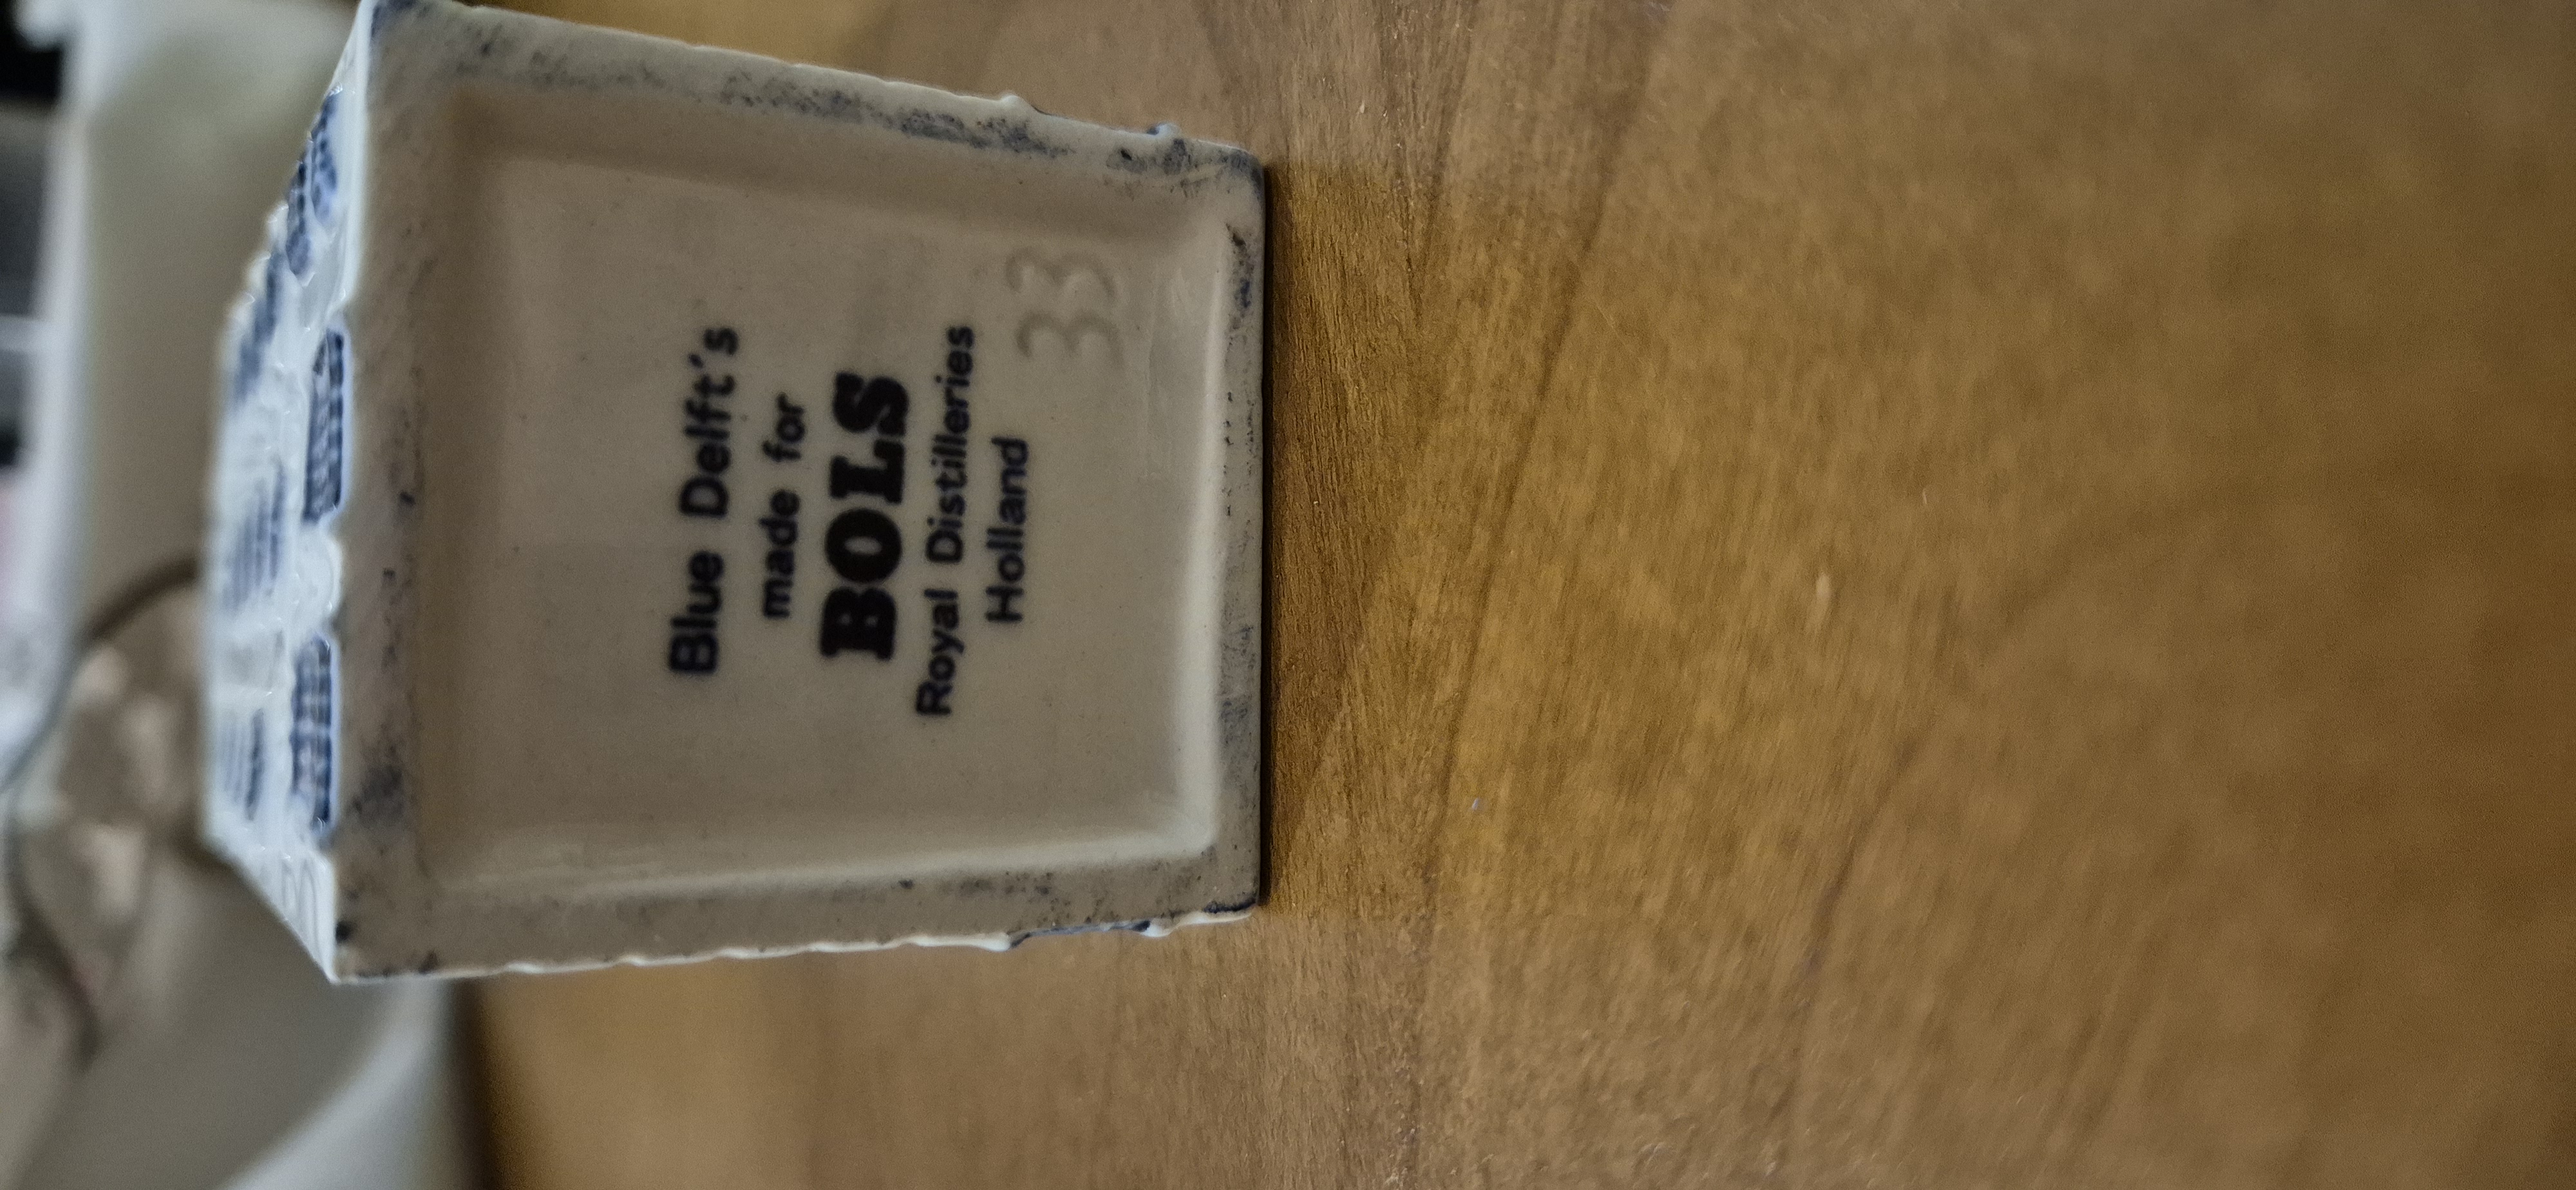 Blue Delft's
made for
BOLS
Royal Distilleries
Holland
33